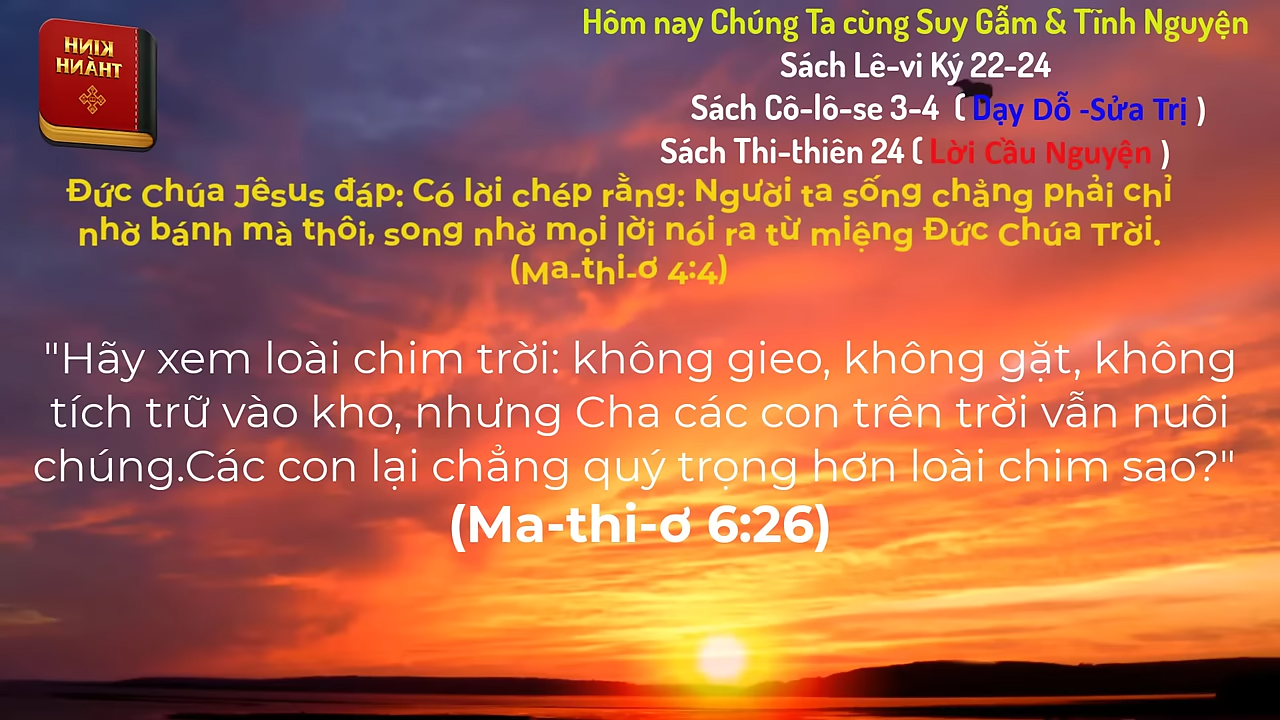 KINH
THÁNH
Hôm nay Chúng Ta cùng Suy Gẫm & Tĩnh Nguyện
Sách Lê-vi Ký 22-24
Sách Cô-lô-se 3-4 ( Dạy Dỗ -Sửa Trị )
Sách Thi-thiên 24 ( Lời Cầu Nguyện )
Đức Chúa Jêsus đáp: Có lời chép rằng: Người ta sống chẳng phải chỉ
nhờ bánh mà thôi, song nhờ mọi lời nói ra từ miệng Đức Chúa Trời.
(Ma-thi-ơ 4:4)
"Hãy xem loài chim trời: không gieo, không gặt, không
tích trữ vào kho, nhưng Cha các con trên trời vẫn nuôi
chúng.Các con lại chẳng quý trọng hơn loài chim sao?"
(Ma-thi-ơ 6:26)